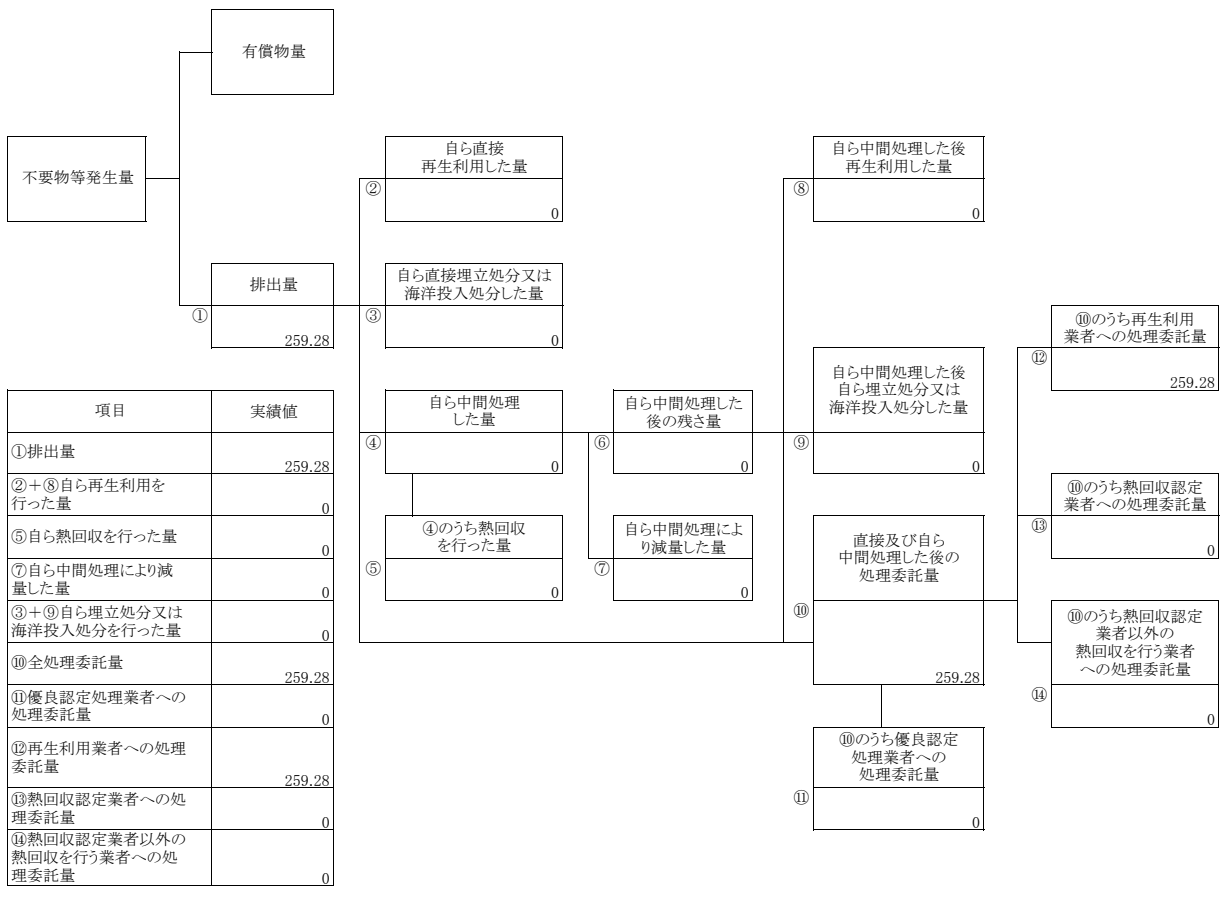 有償物量
不要物等発生量
排出量
①
259.28
自ら直接
再生利用した量
②
0
自ら直接埋立処分又は
海洋投入処分した量
③
0
自ら中間処理
した量
④
0
④のうち熱回収
を行った量
⑤
0
自ら中間処理した
後の残さ量
⑥
0
自ら中間処理によ
り減量した量
⑦
0
自ら中間処理した後
再生利用した量
⑧
0
自ら中間処理した後
自ら埋立処分又は
海洋投入処分した量
⑨
0
直接及び自ら
中間処理した後の
処理委託量
⑩
259.28
⑩のうち優良認定
処理業者への
処理委託量
⑪
0
⑩のうち再生利用
業者への処理委託量
⑫
259.28
⑩のうち熱回収認定
業者への処理委託量
⑬
0
⑩のうち熱回収認定
業者以外の
熱回収を行う業者
への処理委託量
⑭
0
項目 実績値
①排出量
259.28
②+⑧自ら再生利用を
行った量
0
⑤自ら熱回収を行った量
0
⑦自ら中間処理により減
量した量
0
③+⑨自ら埋立処分又は
海洋投入処分を行った量
0
⑩全処理委託量
259.28
⑪優良認定処理業者への
処理委託量
0
⑫再生利用業者への処理
委託量
259.28
⑬熱回収認定業者への処
理委託量
0
⑭熱回収認定業者以外の
熱回収を行う業者への処
理委託量
0